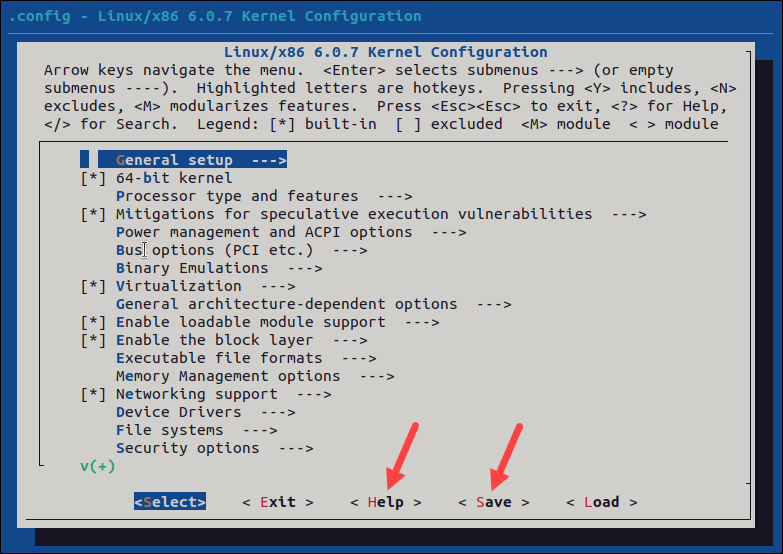 .config - Linux/x86 6.0.7 Kernel Configuration
Linux/x86 6.0.7 Kernel Configuration
Arrow keys navigate the menu.  <Enter> selects submenus ---> (or empty
submenus ----).  Highlighted letters are hotkeys.  Pressing <Y> includes, <N>
excludes, <M> modularizes features.  Press <Esc><Esc> to exit, <?> for Help,
</> for Search.  Legend: [*] built-in  [ ] excluded  <M> module  < > module
General setup  --->
[*] 64-bit kernel
Processor type and features  --->
[*] Mitigations for speculative execution vulnerabilities  --->
Power management and ACPI options  --->
Bus options (PCI etc.)  --->
Binary Emulations  --->
[*] Virtualization  --->
General architecture-dependent options  --->
[*] Enable loadable module support  --->
[*] Enable the block layer  --->
Executable file formats  --->
Memory Management options  --->
[*] Networking support  --->
Device Drivers  --->
File systems  --->
Security options  --->
v(+)
<Select>    < Exit >    < Help >    < Save >    < Load >